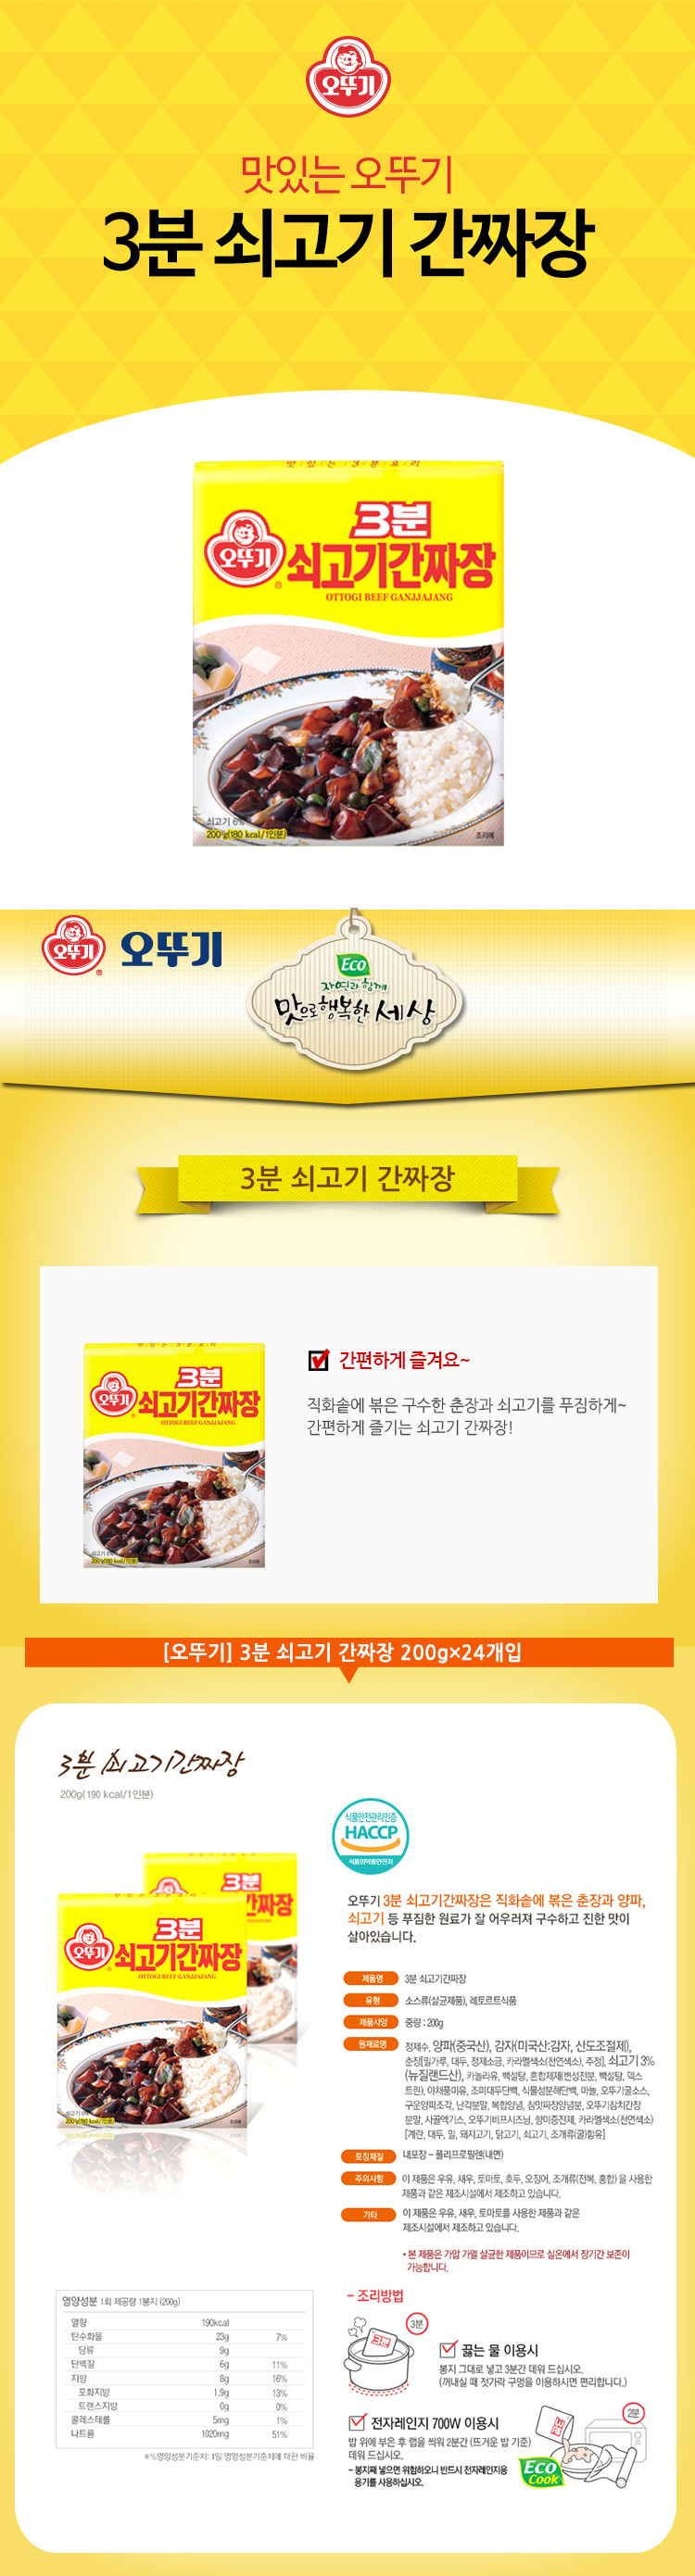 오뚜기
맛있는 오뚜기
3분 쇠고기 간짜장
맛 / 있 / 는 / 3 / 분 / 요 / 리
3분
오뚜기
쇠고기간짜장
OTTOGI BEEF GANJJAJANG
쇠고기 6%
200 g(180 kcal/1인분)
조리예
오뚜기
오뚜기
Eco
자연과 함께
맛으로 행복한 세상
3분 쇠고기 간짜장
3분
오뚜기
쇠고기간짜장
OTTOGI BEEF GANJJAJANG
200 g(180 kcal/1인분)
간편하게 즐겨요~
직화솥에 볶은 구수한 춘장과 쇠고기를 푸짐하게~
간편하게 즐기는 쇠고기 간짜장!
[오뚜기] 3분 쇠고기 간짜장 200g×24개입
3분 쇠고기간짜장
200g(190 kcal/1인분)
식품안전관리인증
HACCP
식품의약품안전처
3분
간짜장
3분
오뚜기
쇠고기간짜장
OTTOGI BEEF GANJJAJANG
오뚜기 3분 쇠고기간짜장은 직화솥에 볶은 춘장과 양파,
쇠고기 등 푸짐한 원료가 잘 어우러져 구수하고 진한 맛이
살아있습니다.
제품명 3분 쇠고기간짜장
유형 소스류(살균제품), 레토르트식품
제품사양 중량 : 200g
원재료명 정제수, 양파(중국산), 감자(미국산:감자, 산도조절제),
춘장[밀가루, 대두, 정제소금, 카라멜색소(천연색소), 주정], 쇠고기 3%
(뉴질랜드산), 카놀라유, 백설탕, 혼합제제(변성전분, 백설탕, 덱스
트린), 야채풍미유, 조미대두단백, 식물성분해단백, 마늘, 오뚜기굴소스,
구운양파조각, 난각분말, 복합양념, 참맛짜장양념분, 오뚜기참치간장
분말, 사골엑기스, 오뚜기비프시즈닝, 향미증진제, 카라멜색소(천연색소)
[계란, 대두, 밀, 돼지고기, 닭고기, 쇠고기, 조개류(굴)함유]
포장재질 내포장 – 폴리프로필렌(내면)
주의사항 이 제품은 우유, 새우, 토마토, 호두, 오징어, 조개류(전복, 홍합) 을 사용한
제품과 같은 제조시설에서 제조하고 있습니다.
기타 이 제품은 우유, 새우, 토마토를 사용한 제품과 같은
제조시설에서 제조하고 있습니다.
• 본 제품은 가압 가열 살균한 제품이므로 실온에서 장기간 보존이
가능합니다.
영양성분 1회 제공량 1봉지 (200g)
열량 190kcal
탄수화물 23g 7%
당류 9g
단백질 6g 11%
지방 8g 16%
포화지방 1.9g 13%
트랜스지방 0g 0%
콜레스테롤 5mg 1%
나트륨 1020mg 51%
※%영양성분기준치: 1일 영양성분기준치에 대한 비율
– 조리방법
3분
3분
끓는 물 이용시
봉지 그대로 넣고 3분간 데워 드십시오.
(꺼내실 때 젓가락 구멍을 이용하시면 편리합니다.)
2분
3분
전자레인지 700W 이용시
밥 위에 부은 후 랩을 씌워 2분간 (뜨거운 밥 기준)
데워 드십시오.
– 봉지째 넣으면 위험하오니 반드시 전자레인지용
용기를 사용하십시오.
Eco
Cook